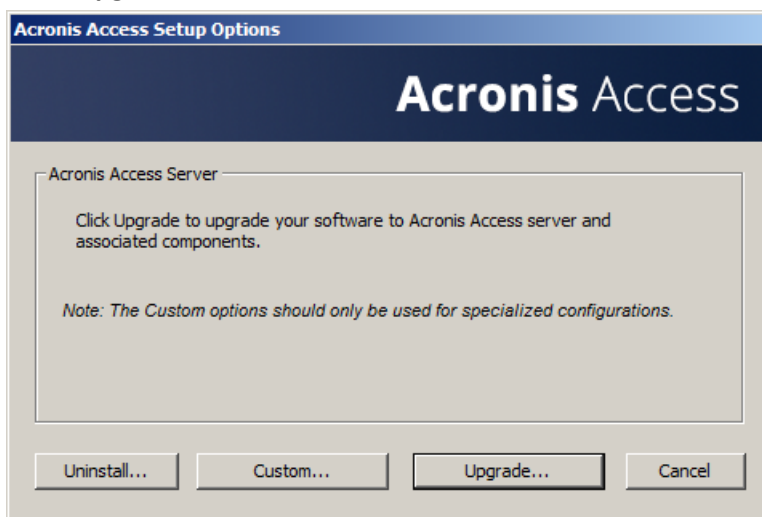 Acronis Access Setup Options
Acronis Access
Acronis Access Server
Click Upgrade to upgrade your software to Acronis Access server and
associated components.
Note: The Custom options should only be used for specialized configurations.
Uninstall... Custom... Upgrade... Cancel